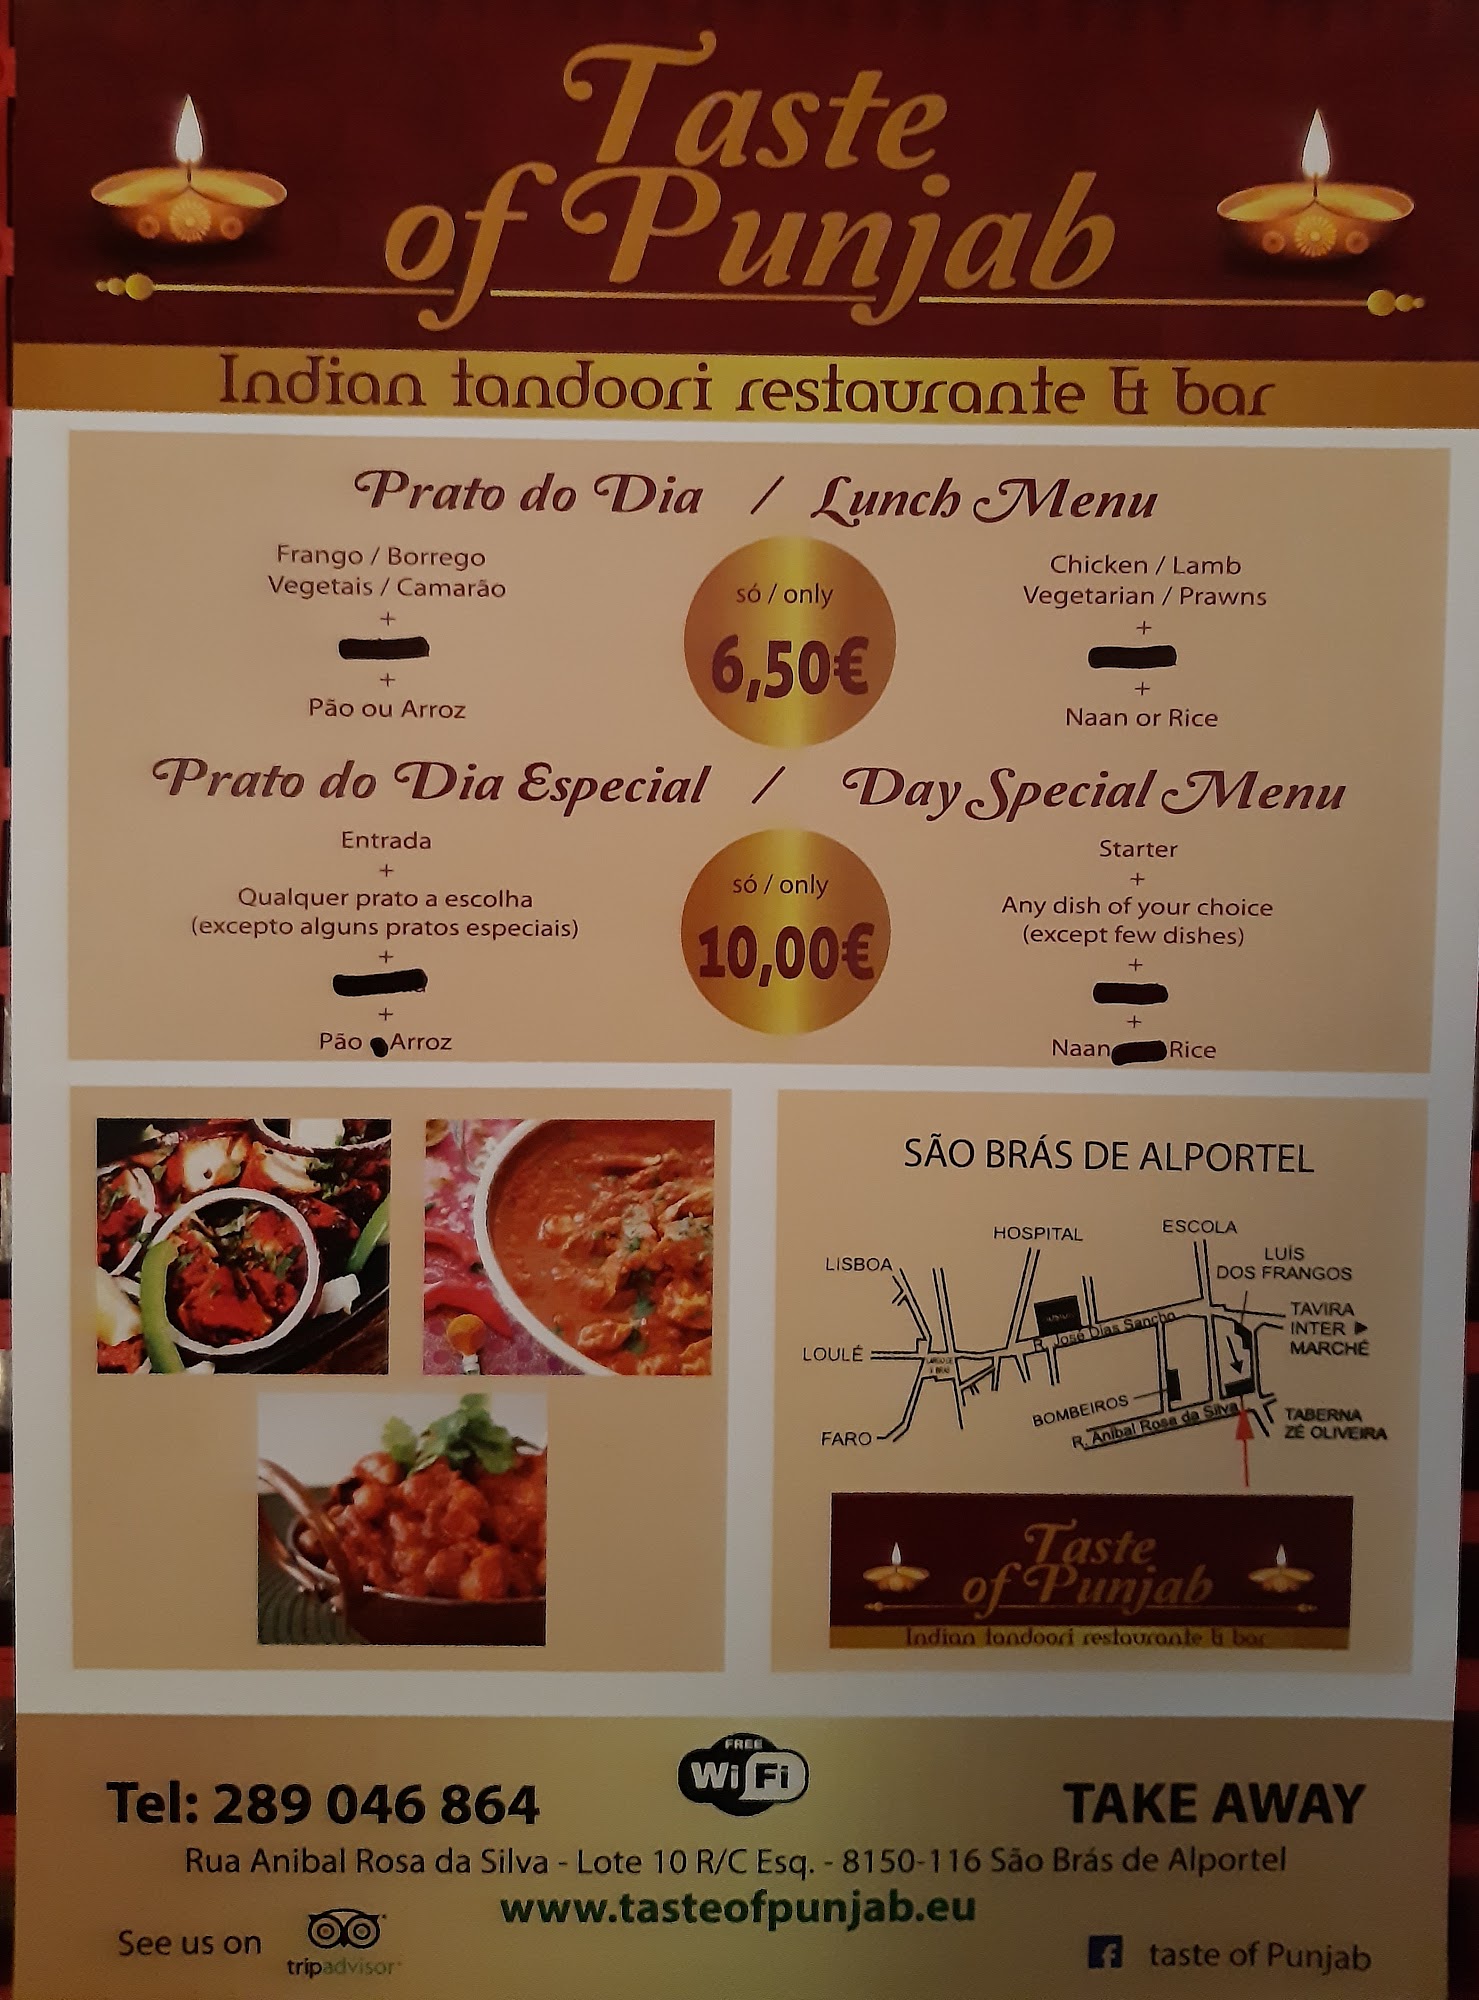 Taste
of Punjab
Indian tandoori restaurante & bar
Prato do Dia / Lunch Menu
Frango / Borrego
Vegetais / Camarão
+
+
Pão ou Arroz
só / only
6,50€
Chicken / Lamb
Vegetarian / Prawns
+
+
Naan or Rice
Prato do Dia Especial / Day Special Menu
Entrada
+
Qualquer prato a escolha
(excepto alguns pratos especiais)
+
+
Pão Arroz
só / only
10,00€
Starter
+
Any dish of your choice
(except few dishes)
+
+
Naan Rice
SÃO BRÁS DE ALPORTEL
HOSPITAL
ESCOLA
LISBOA
LUÍS
DOS FRANGOS
TAVIRA
INTER
MARCHÉ
R. José Dias Sancho
LOULÉ
LARGO DE
S. BRÁS
BOMBEIROS
R. Anibal Rosa da Silva
TABERNA
ZÉ OLIVEIRA
FARO
Taste
of Punjab
Indian tandoori restaurante & bar
FREE
Wi Fi
Tel: 289 046 864
TAKE AWAY
Rua Anibal Rosa da Silva - Lote 10 R/C Esq. - 8150-116 São Brás de Alportel
www.tasteofpunjab.eu
See us on
tripadvisor
f taste of Punjab